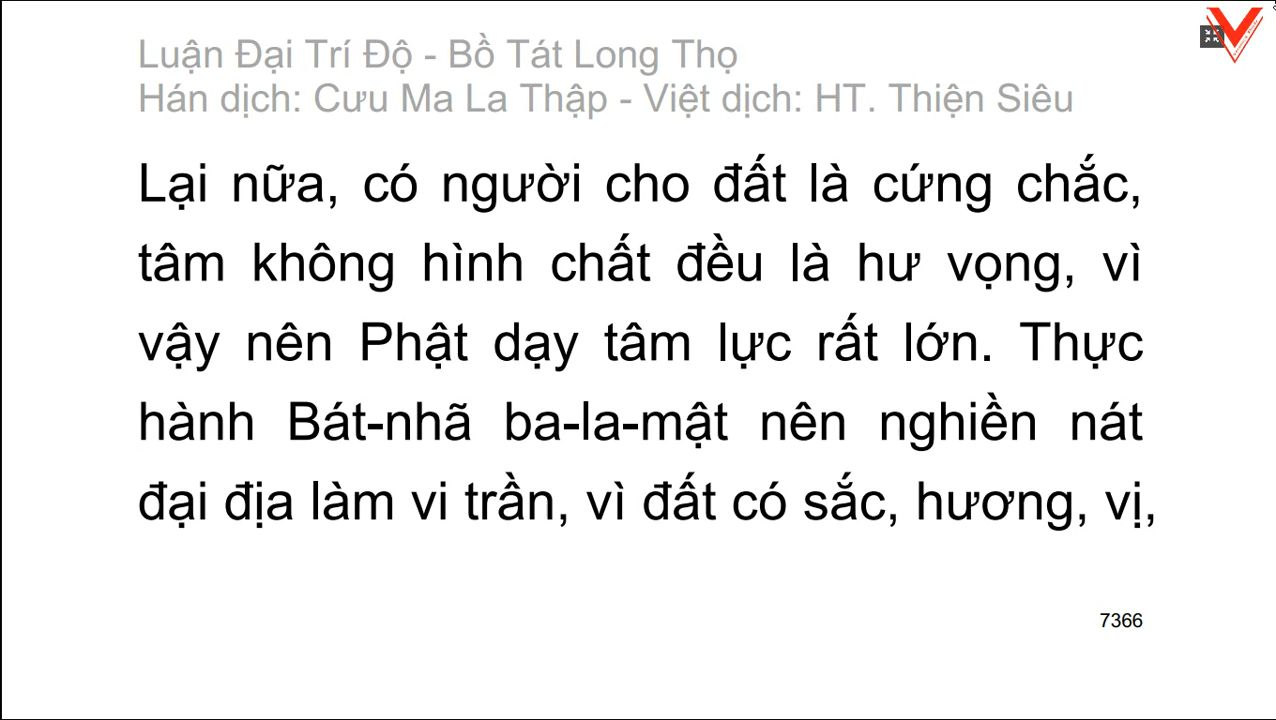 Luận Đại Trí Độ - Bồ Tát Long Thọ
Hán dịch: Cưu Ma La Thập - Việt dịch: HT. Thiện Siêu
Lại nữa, có người cho đất là cứng chắc,
tâm không hình chất đều là hư vọng, vì
vậy nên Phật dạy tâm lực rất lớn. Thực
hành Bát-nhã ba-la-mật nên nghiền nát
đại địa làm vi trần, vì đất có sắc, hương, vị,
7366